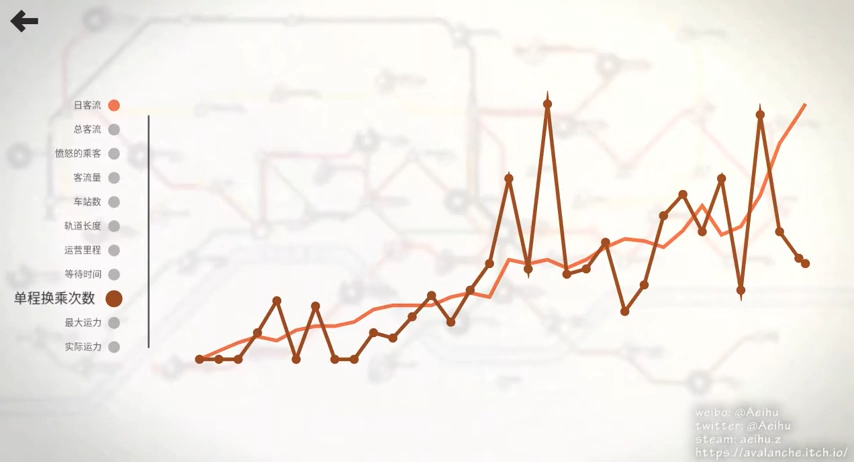 日客流
总客流
愤怒的乘客
客流量
车站数
轨道长度
运营里程
等待时间
单程换乘次数
最大运力
实际运力
weibo: @Aeihu
twitter: @Aeihu
steam: aeihu.z
https://avalanche.itch.io/